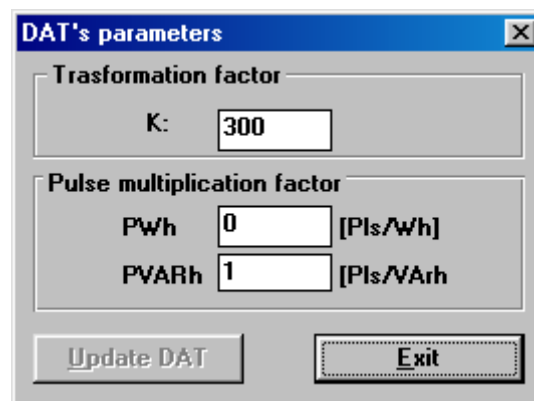 DAT's parameters
Trasformation factor
K: 300
Pulse multiplication factor
PWh 0 [Pls/Wh]
PVARh 1 [Pls/VArh
Update DAT Exit